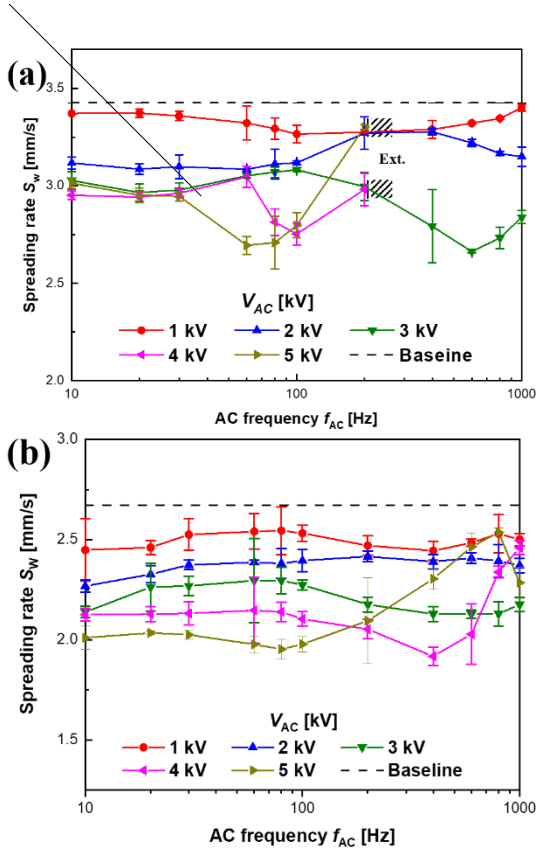 (a)
3.5
3.0
2.5
2.0
Spreading rate Sw [mm/s]
Ext.
VAC [kV]
1 kV 2 kV 3 kV
4 kV 5 kV Baseine
10 100 1000
AC frequency fAC [Hz]
(b)
3.0
2.5
2.0
1.5
Spreading rate SW [mm/s]
VAC [kV]
1 kV 2 kV 3 kV
4 kV 5 kV Baseline
10 100 1000
AC frequency fAC [Hz]